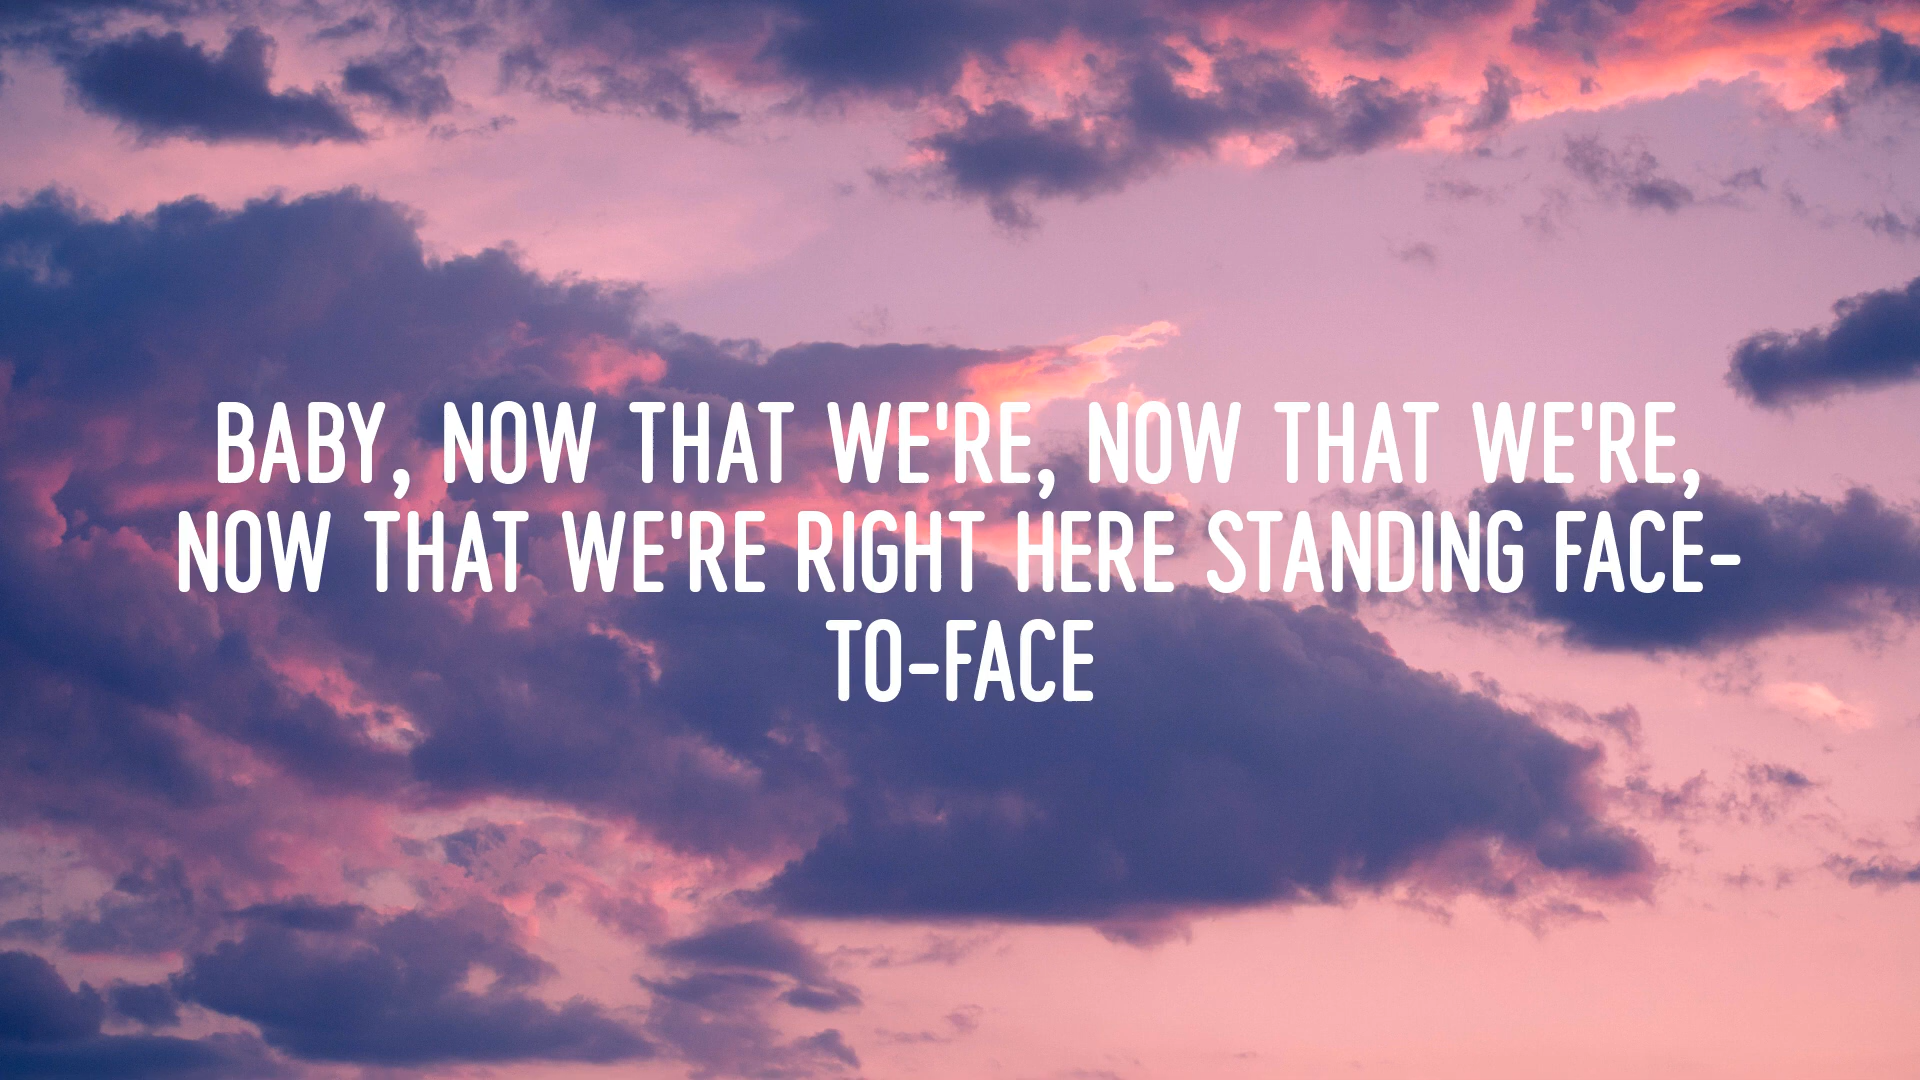 BABY, NOW THAT WE'RE, NOW THAT WE'RE,
NOW THAT WE'RE RIGHT HERE STANDING FACE-
TO-FACE